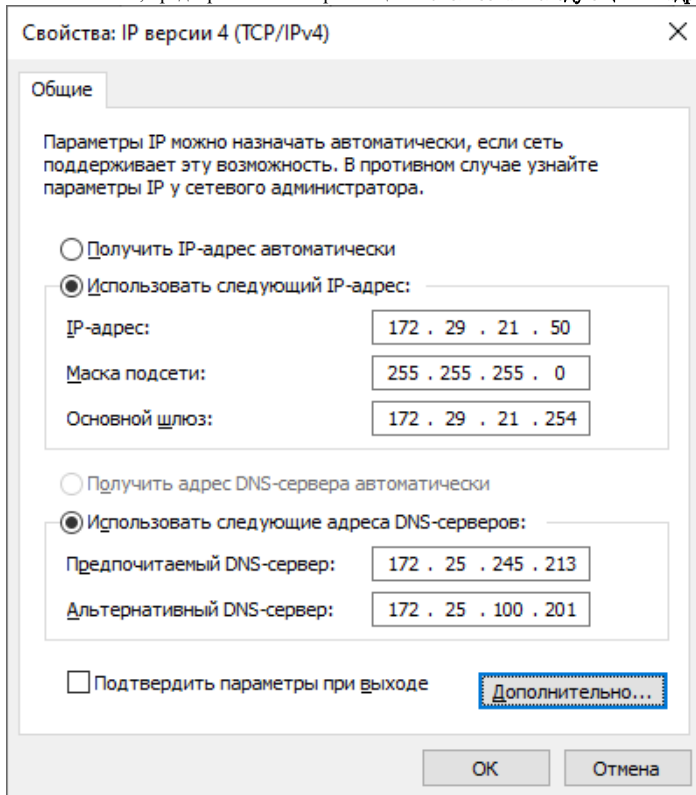 Свойства: IP версии 4 (TCP/IPv4)
Общие
Параметры IP можно назначать автоматически, если сеть
поддерживает эту возможность. В противном случае узнайте
параметры IP у сетевого администратора.
Получить IP-адрес автоматически
Использовать следующий IP-адрес:
IP-адрес: 172 . 29 . 21 . 50
Маска подсети: 255 . 255 . 255 . 0
Основной шлюз: 172 . 29 . 21 . 254
Получить адрес DNS-сервера автоматически
Использовать следующие адреса DNS-серверов:
Предпочитаемый DNS-сервер: 172 . 25 . 245 . 213
Альтернативный DNS-сервер: 172 . 25 . 100 . 201
Подтвердить параметры при выходе Дополнительно...
ОК Отмена